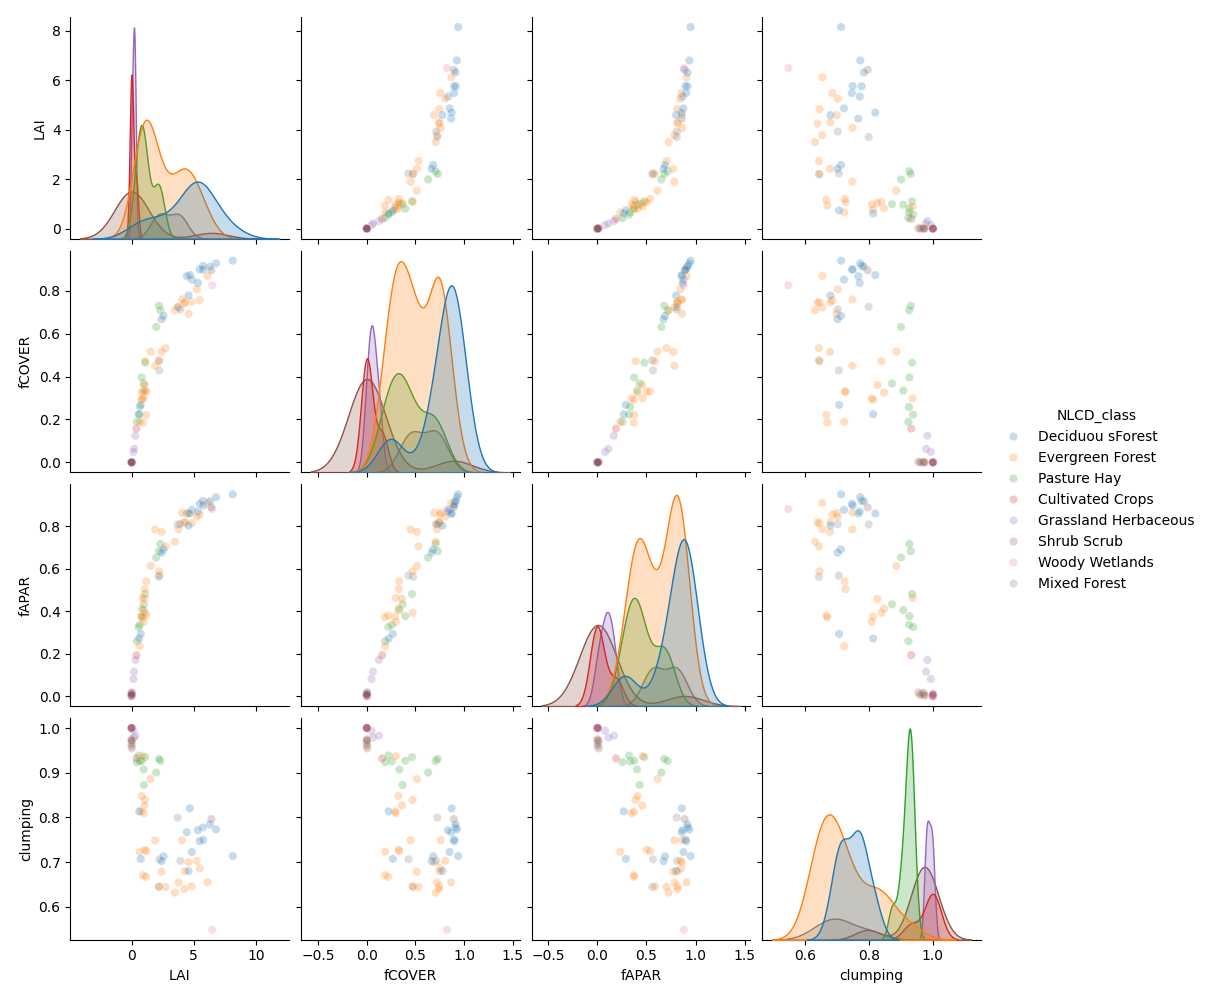 8
6
4
2
0
LAI
0.8
0.6
0.4
0.2
0.0
fCOVER
0.8
0.6
0.4
0.2
0.0
fAPAR
1.0
0.9
0.8
0.7
0.6
clumping
0 5 10
LAI
−0.5 0.0 0.5 1.0 1.5
fCOVER
−0.5 0.0 0.5 1.0 1.5
fAPAR
0.6 0.8 1.0
clumping
NLCD_class
Deciduou sForest
Evergreen Forest
Pasture Hay
Cultivated Crops
Grassland Herbaceous
Shrub Scrub
Woody Wetlands
Mixed Forest